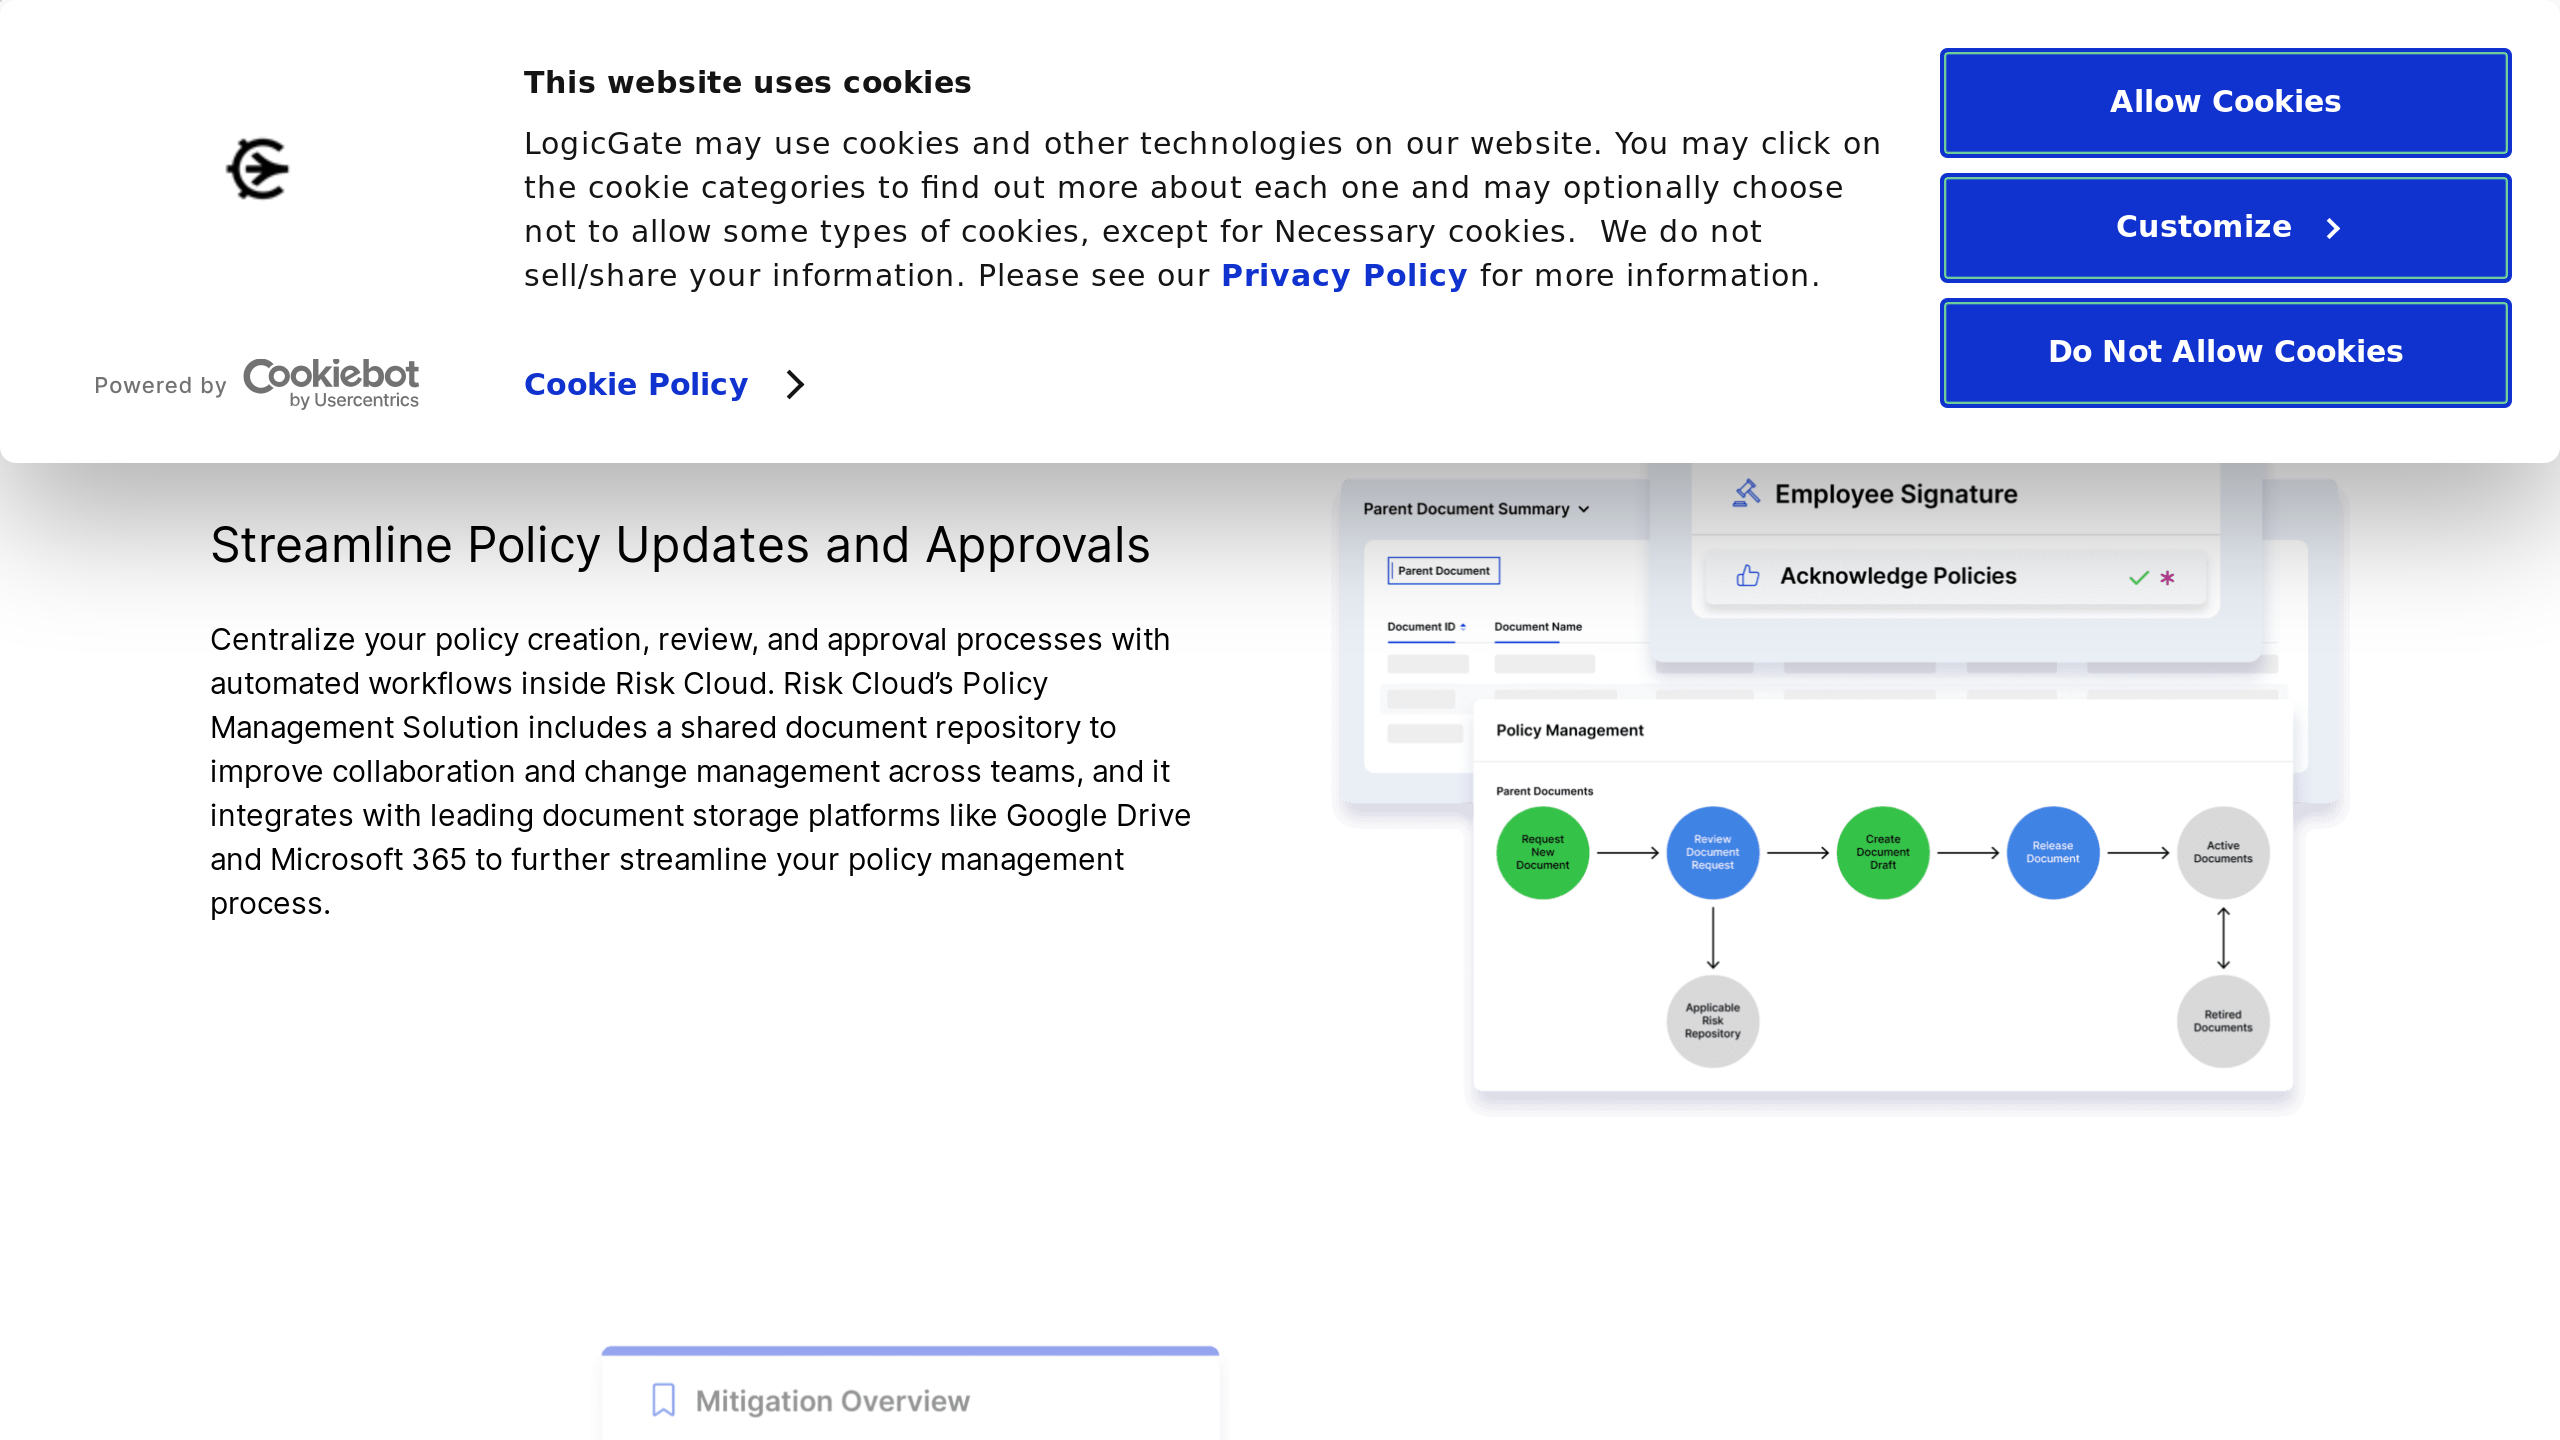 This website uses cookies
LogicGate may use cookies and other technologies on our website. You may click on
the cookie categories to find out more about each one and may optionally choose
not to allow some types of cookies, except for Necessary cookies.  We do not
sell/share your information. Please see our Privacy Policy for more information.
Allow Cookies
Customize
Do Not Allow Cookies
Powered by Cookiebot
by Usercentrics
Cookie Policy
Streamline Policy Updates and Approvals
Centralize your policy creation, review, and approval processes with
automated workflows inside Risk Cloud. Risk Cloud’s Policy
Management Solution includes a shared document repository to
improve collaboration and change management across teams, and it
integrates with leading document storage platforms like Google Drive
and Microsoft 365 to further streamline your policy management
process.
Employee Signature
Acknowledge Policies
Parent Document Summary
Parent Document
Document ID
Document Name
Policy Management
Parent Documents
Request
New
Document
Review
Document
Request
Create
Document
Draft
Release
Document
Active
Documents
Applicable
Risk
Repository
Retired
Documents
Mitigation Overview